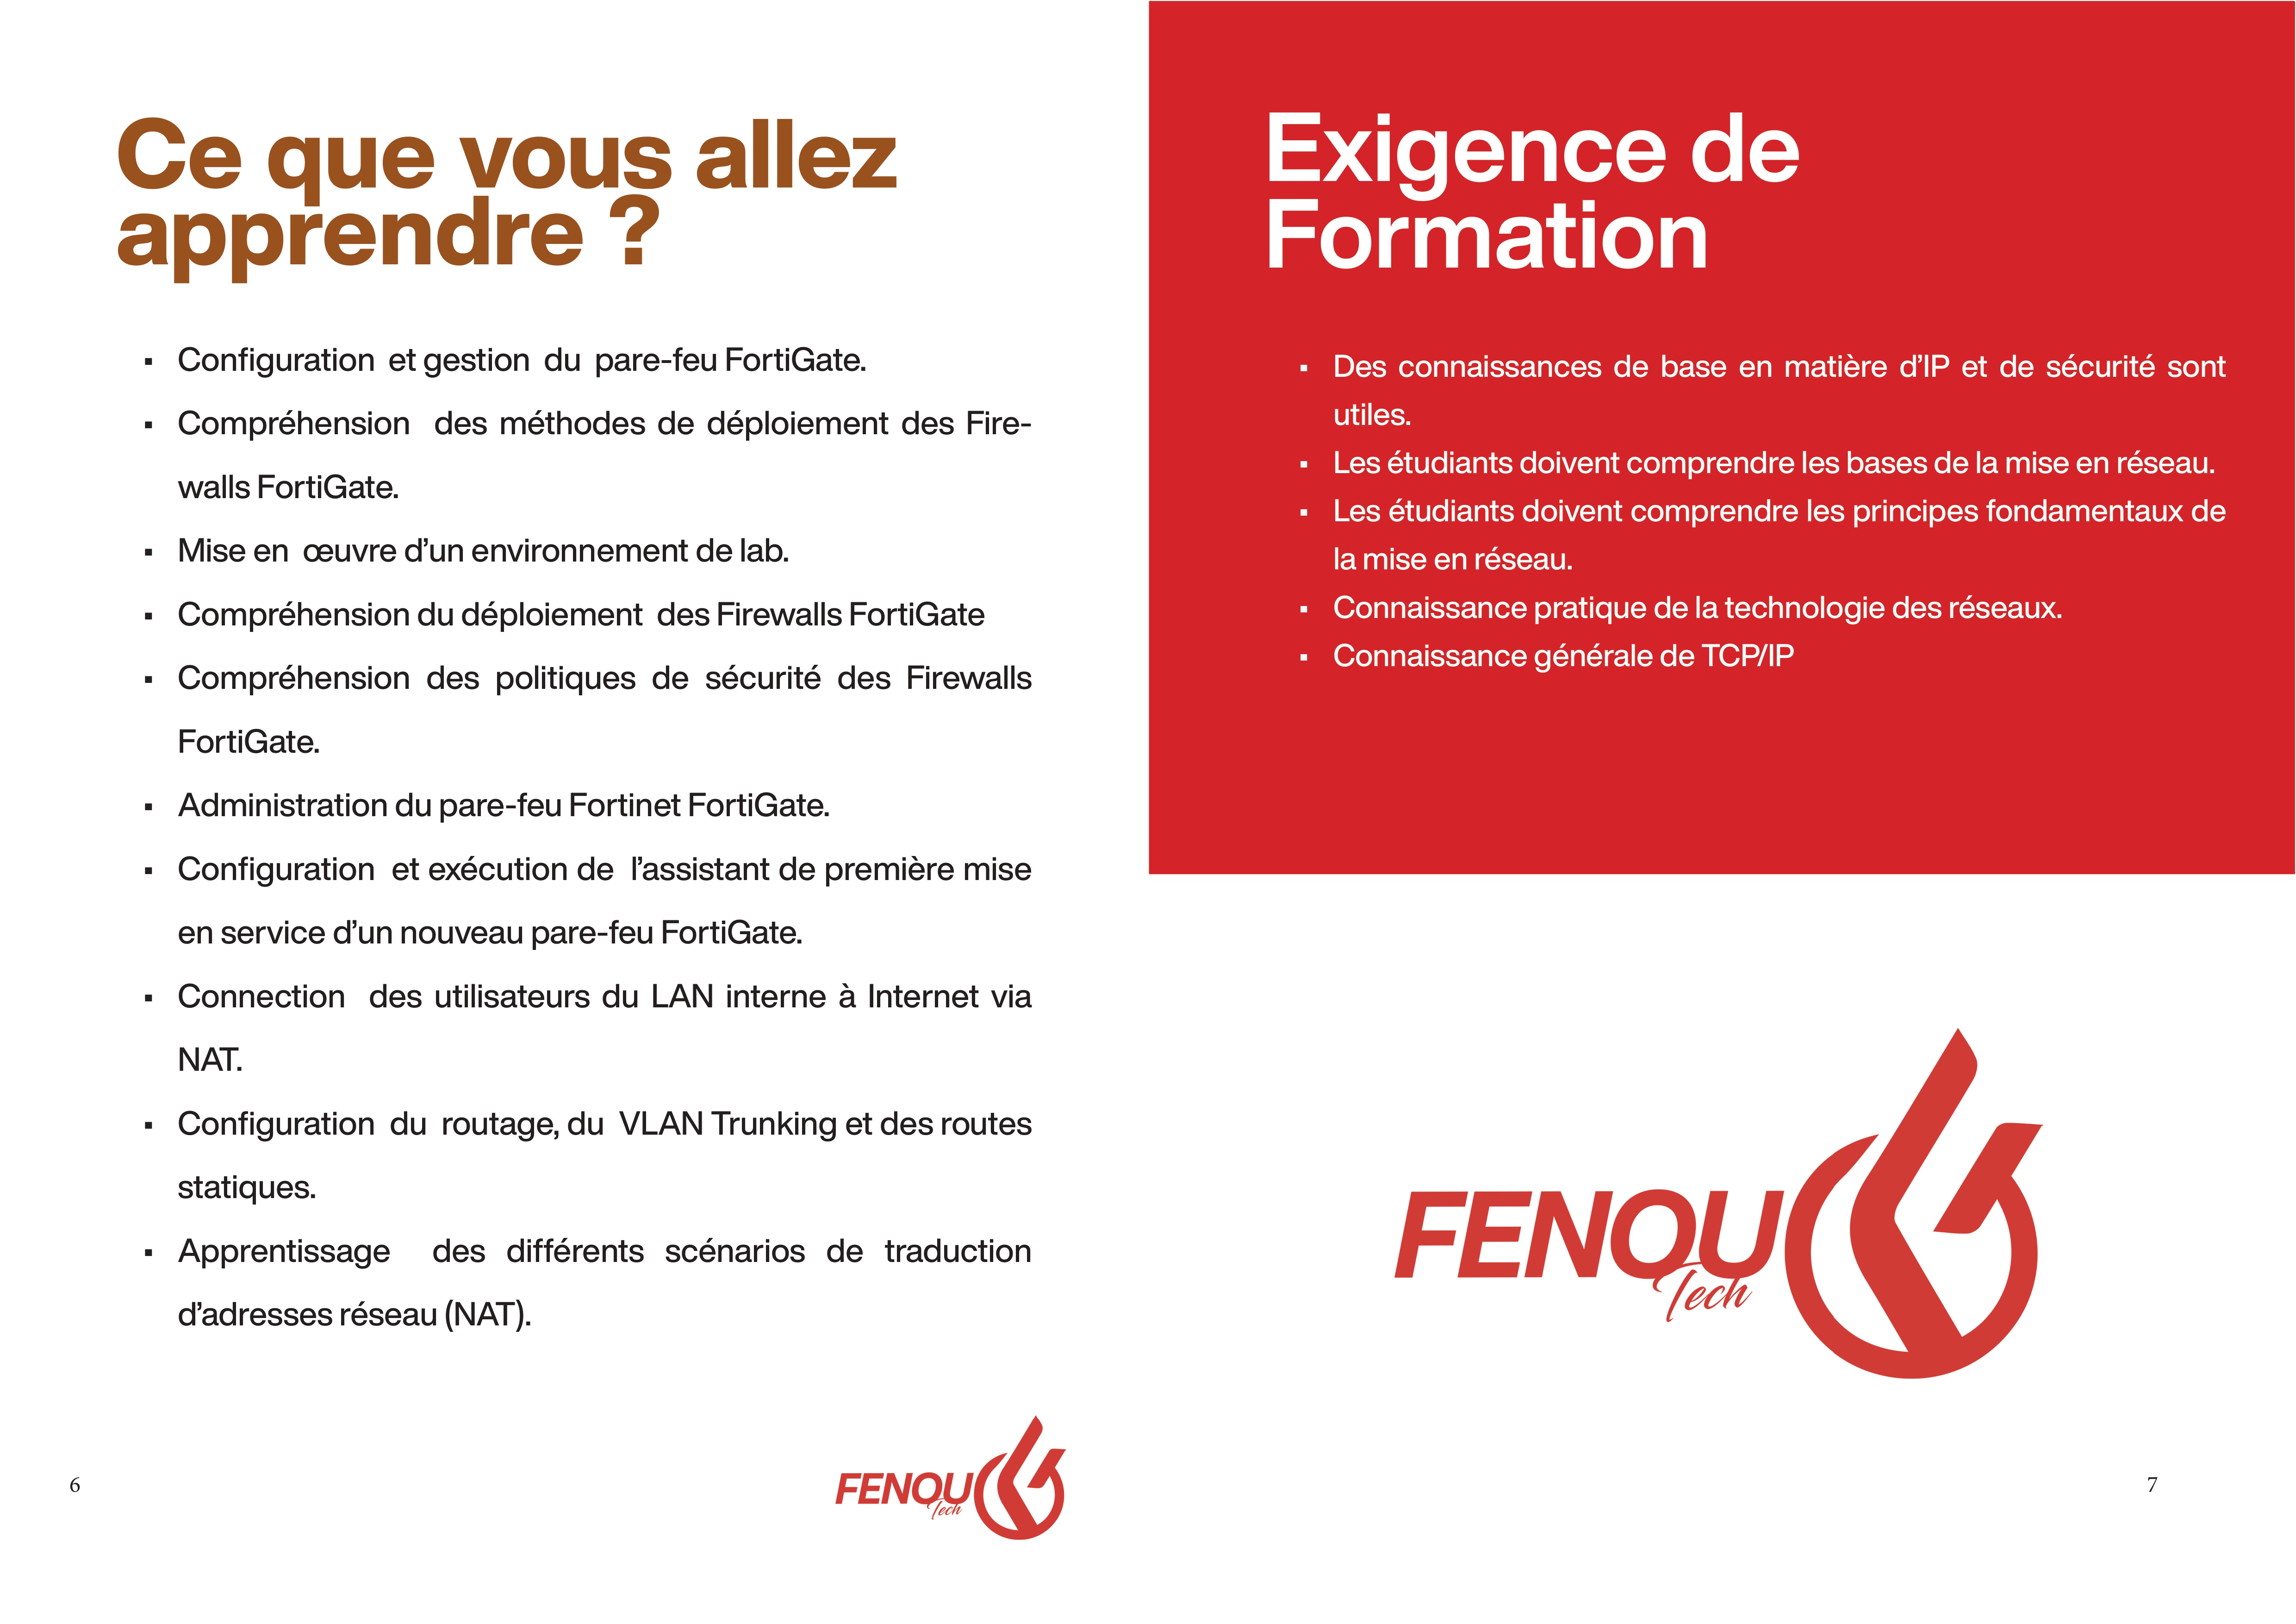 Ce que vous allez
apprendre ?
▪ Configuration et gestion du pare-feu FortiGate.
▪ Compréhension des méthodes de déploiement des Fire-
walls FortiGate.
▪ Mise en œuvre d’un environnement de lab.
▪ Compréhension du déploiement des Firewalls FortiGate
▪ Compréhension des politiques de sécurité des Firewalls
FortiGate.
▪ Administration du pare-feu Fortinet FortiGate.
▪ Configuration et exécution de l’assistant de première mise
en service d’un nouveau pare-feu FortiGate.
▪ Connection des utilisateurs du LAN interne à Internet via
NAT.
▪ Configuration du routage, du VLAN Trunking et des routes
statiques.
▪ Apprentissage des différents scénarios de traduction
d’adresses réseau (NAT).
FENOU
Tech
6
Exigence de
Formation
▪ Des connaissances de base en matière d’IP et de sécurité sont
utiles.
▪ Les étudiants doivent comprendre les bases de la mise en réseau.
▪ Les étudiants doivent comprendre les principes fondamentaux de
la mise en réseau.
▪ Connaissance pratique de la technologie des réseaux.
▪ Connaissance générale de TCP/IP
FENOU
Tech
7